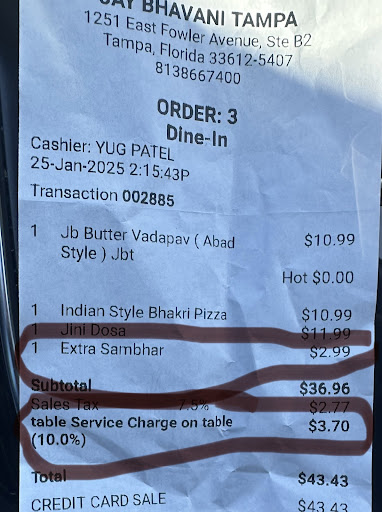 JAY BHAVANI TAMPA
1251 East Fowler Avenue, Ste B2
Tampa, Florida 33612-5407
8138667400
ORDER: 3
Dine-In
Cashier: YUG PATEL
25-Jan-2025 2:15:43P
Transaction 002885
1 Jb Butter Vadapav ( Abad $10.99
Style ) Jbt
Hot $0.00
1 Indian Style Bhakri Pizza $10.99
1 Jini Dosa $11.99
1 Extra Sambhar $2.99
Subtotal $36.96
Sales Tax 7.5% $2.77
table Service Charge on table $3.70
(10.0%)
Total $43.43
CREDIT CARD SALE $43.43